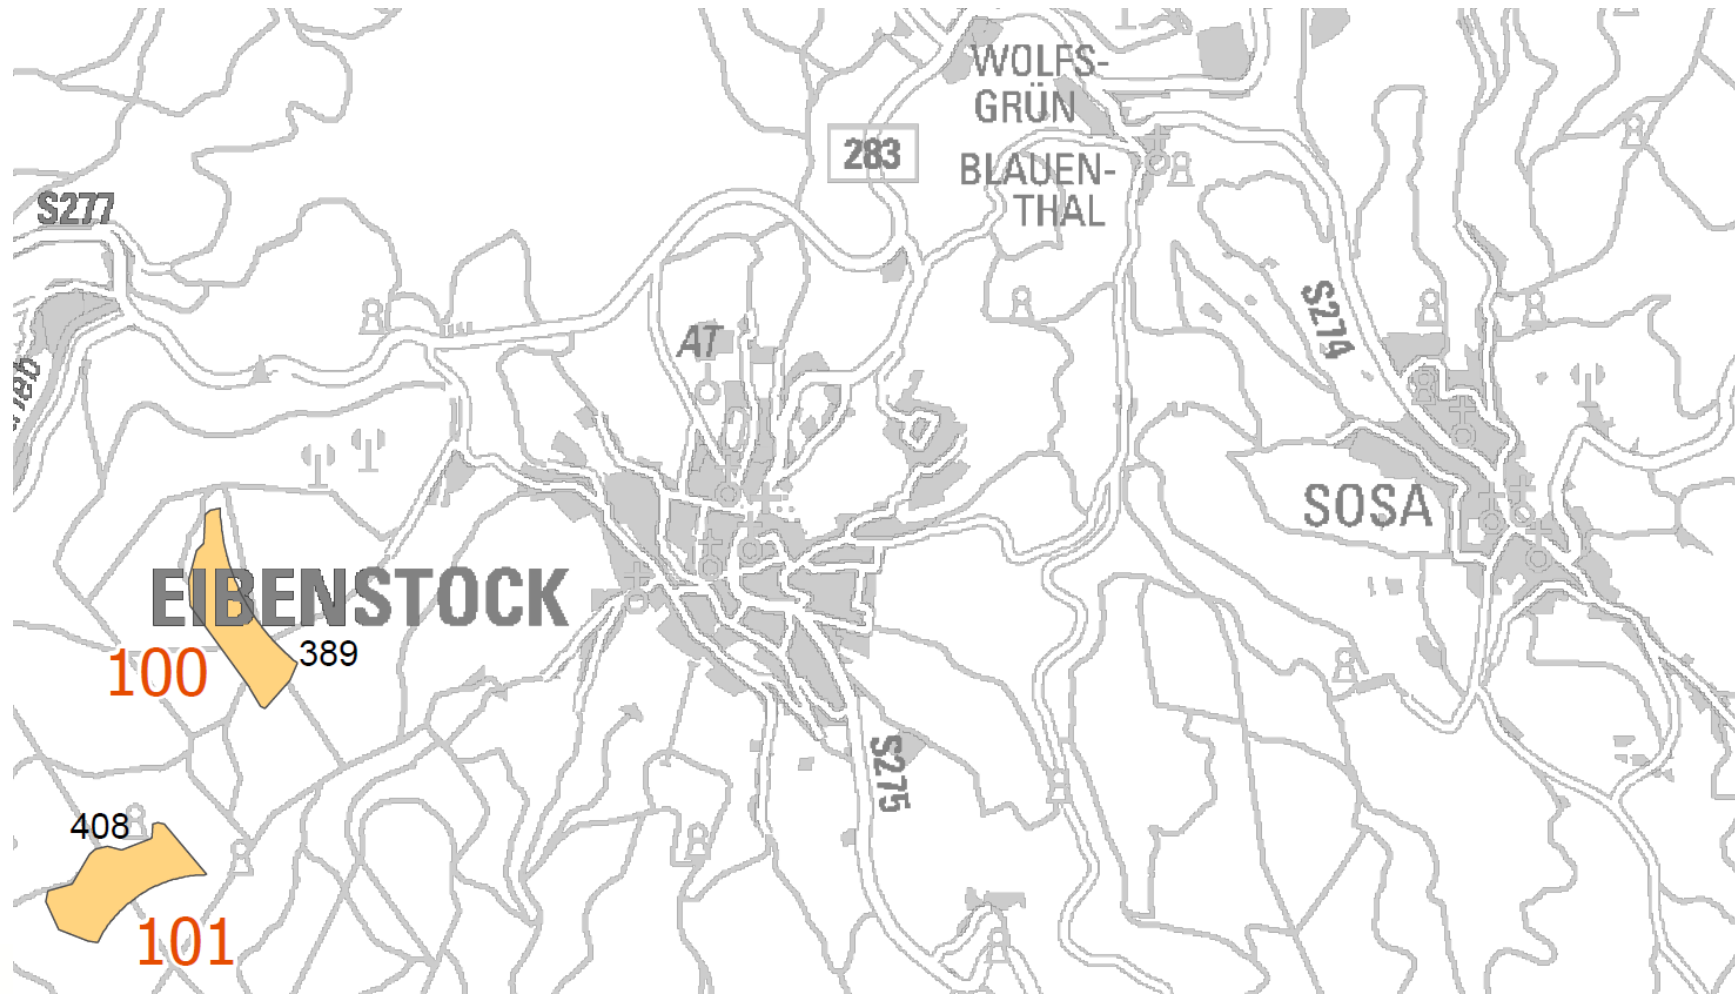 WOLFS-
GRÜN
283
BLAUEN-
THAL
S277
S274
AT
SOSA
EIBENSTOCK
389
100
S275
408
101